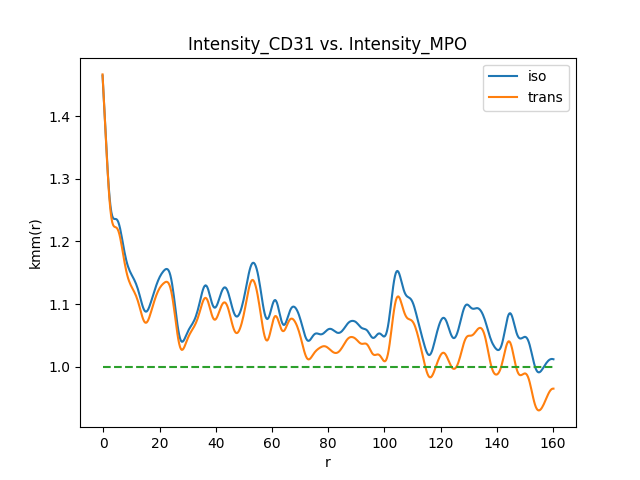 Intensity_CD31 vs. Intensity_MPO
iso
trans
kmm(r)
1.4
1.3
1.2
1.1
1.0
0 20 40 60 80 100 120 140 160
r